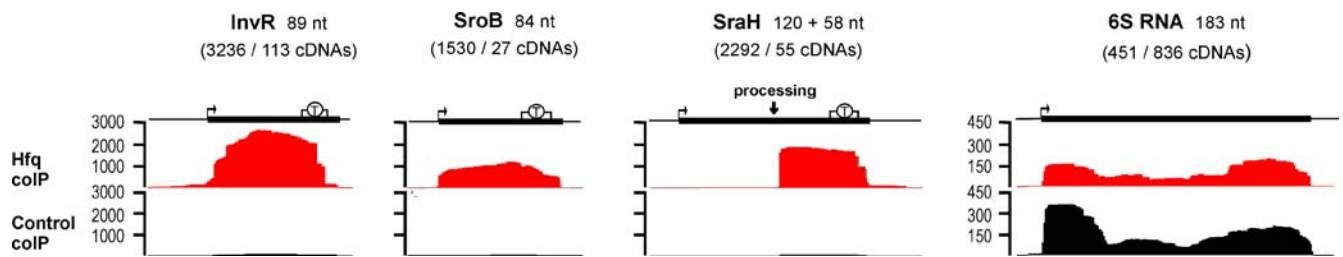 InvR 89 nt
(3236 / 113 cDNAs)
SroB 84 nt
(1530 / 27 cDNAs)
SraH 120 + 58 nt
(2292 / 55 cDNAs)
6S RNA 183 nt
(451 / 836 cDNAs)
processing
T
T
T
Hfq
coIP
3000
2000
1000
450
300
150
Control
coIP
3000
2000
1000
450
300
150